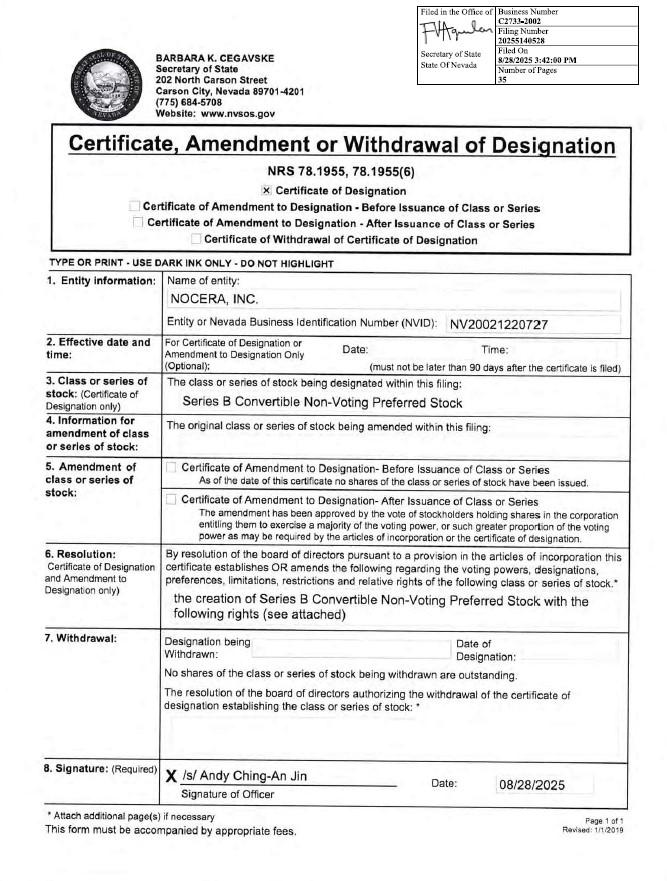 Filed in the Office of
Secretary of State
State Of Nevada
Business Number
C2733-2002
Filing Number
20255140528
Filed On
8/28/2025 3:42:00 PM
Number of Pages
35
BARBARA K. CEGAVSKE
Secretary of State
202 North Carson Street
Carson City, Nevada 89701-4201
(775) 684-5708
Website: www.nvsos.gov
Certificate, Amendment or Withdrawal of Designation
NRS 78.1955, 78.1955(6)
X Certificate of Designation
Certificate of Amendment to Designation - Before Issuance of Class or Series
Certificate of Amendment to Designation - After Issuance of Class or Series
Certificate of Withdrawal of Certificate of Designation
TYPE OR PRINT - USE DARK INK ONLY - DO NOT HIGHLIGHT
1. Entity information:
Name of entity:
NOCERA, INC.
Entity or Nevada Business Identification Number (NVID): NV20021220727
2. Effective date and
time:
For Certificate of Designation or
Amendment to Designation Only
(Optional):
Date:
Time:
(must not be later than 90 days after the certificate is filed)
3. Class or series of
stock: (Certificate of
Designation only)
The class or series of stock being designated within this filing:
Series B Convertible Non-Voting Preferred Stock
4. Information for
amendment of class
or series of stock:
The original class or series of stock being amended within this filing:
5. Amendment of
class or series of
stock:
Certificate of Amendment to Designation- Before Issuance of Class or Series
As of the date of this certificate no shares of the class or series of stock have been issued.
Certificate of Amendment to Designation- After Issuance of Class or Series
The amendment has been approved by the vote of stockholders holding shares in the corporation
entitling them to exercise a majority of the voting power, or such greater proportion of the voting
power as may be required by the articles of incorporation or the certificate of designation.
6. Resolution:
Certificate of Designation
and Amendment to
Designation only)
By resolution of the board of directors pursuant to a provision in the articles of incorporation this
certificate establishes OR amends the following regarding the voting powers, designations,
preferences, limitations, restrictions and relative rights of the following class or series of stock.*
the creation of Series B Convertible Non-Voting Preferred Stock with the
following rights (see attached)
7. Withdrawal:
Designation being
Withdrawn:
Date of
Designation:
No shares of the class or series of stock being withdrawn are outstanding.
The resolution of the board of directors authorizing the withdrawal of the certificate of
designation establishing the class or series of stock: *
8. Signature: (Required)
X /s/ Andy Ching-An Jin
Signature of Officer
Date:
08/28/2025
* Attach additional page(s) if necessary
This form must be accompanied by appropriate fees.
Page 1 of 1
Revised: 1/1/2019